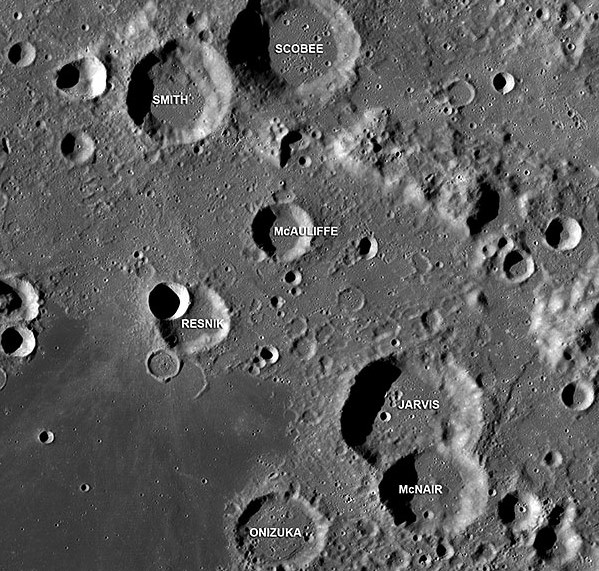 SCOBEE
SMITH
McAULIFFE
RESNIK
JARVIS
McNAIR
ONIZUKA